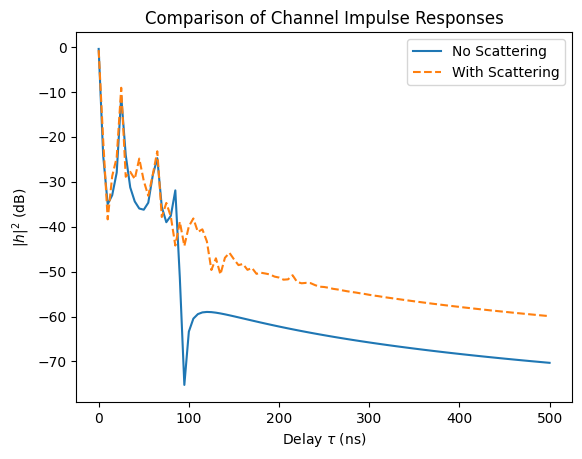 Comparison of Channel Impulse Responses
No Scattering
With Scattering
|h|² (dB)
0
−10
−20
−30
−40
−50
−60
−70
0
100
200
300
400
500
Delay τ (ns)